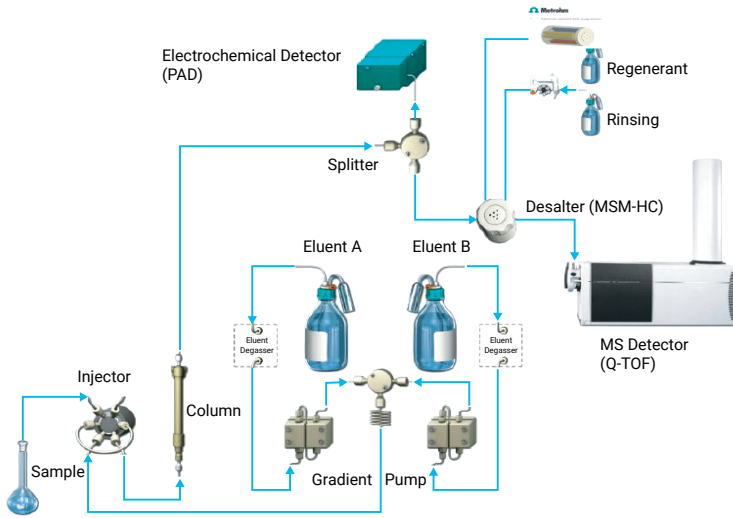 Metrohm
Electrochemical Detector
(PAD)
Regenerant
Rinsing
Splitter
Desalter (MSM-HC)
Eluent A
Eluent B
Eluent
Degasser
Eluent
Degasser
MS Detector
(Q-TOF)
Injector
Column
Sample
Gradient
Pump